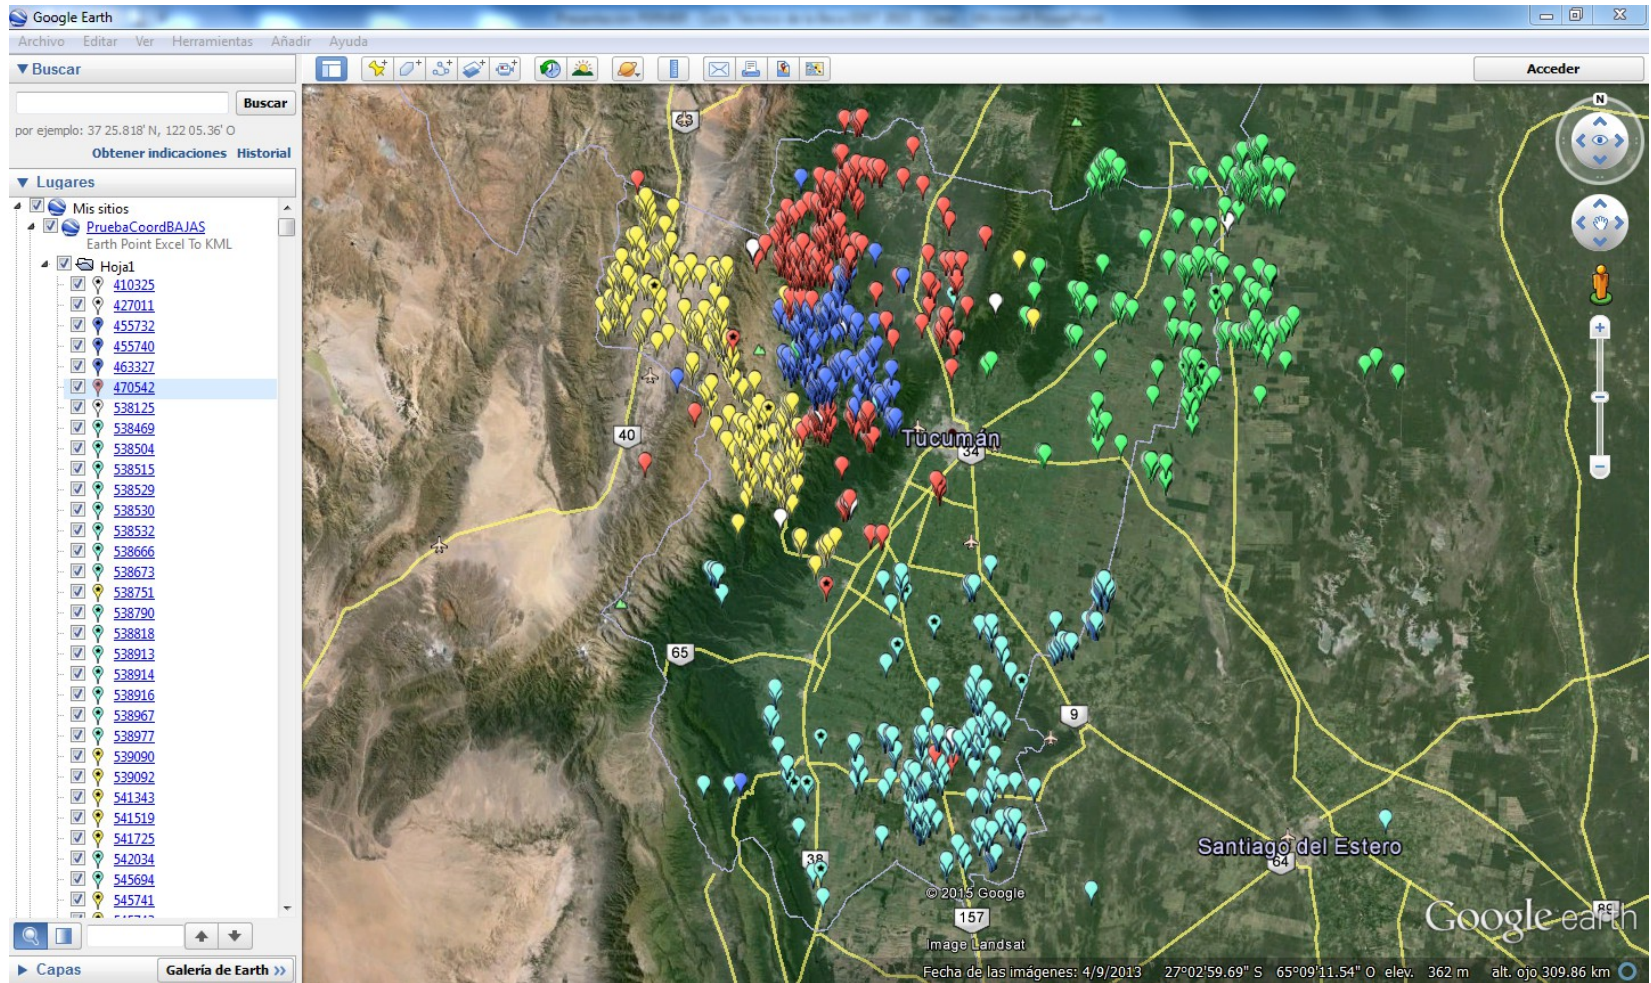 Google Earth
Archivo Editar Ver Herramientas Añadir Ayuda
Buscar
Acceder
Buscar
por ejemplo: 37 25.818' N, 122 05.36' O
Obtener indicaciones Historial
Lugares
Mis sitios
PruebaCoordBAJAS
Earth Point Excel To KML
Hoja1
410325
427011
455732
455740
463327
470542
538125
538469
538504
538515
538529
538530
538532
538666
538673
538751
538790
538818
538913
538914
538916
538967
538977
539090
539092
541343
541519
541725
542034
545694
545741
Capas
Galería de Earth >>
N
40
Tucumán
34
65
9
38
Santiago del Estero
64
© 2015 Google
157
Image Landsat
Google earth
89
Fecha de las imágenes: 4/9/2013 27°02'59.69" S 65°09'11.54" O elev. 362 m alt. ojo 309.86 km